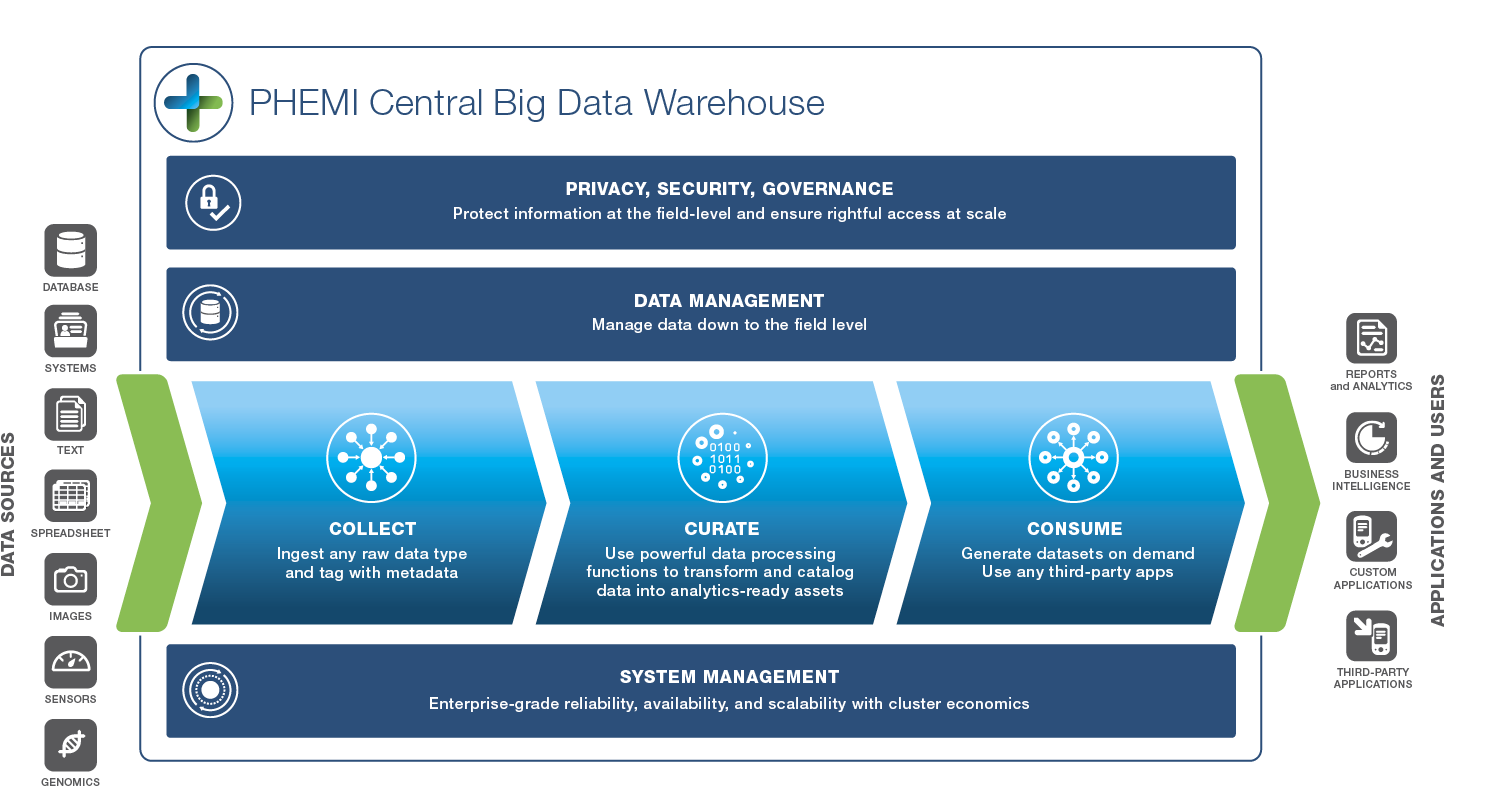 PHEMI Central Big Data Warehouse
PRIVACY, SECURITY, GOVERNANCE
Protect information at the field-level and ensure rightful access at scale
DATA MANAGEMENT
Manage data down to the field level
DATA SOURCES
DATABASE
SYSTEMS
TEXT
SPREADSHEET
IMAGES
SENSORS
GENOMICS
COLLECT
Ingest any raw data type
and tag with metadata
0100
1011
0100
CURATE
Use powerful data processing
functions to transform and catalog
data into analytics-ready assets
CONSUME
Generate datasets on demand
Use any third-party apps
SYSTEM MANAGEMENT
Enterprise-grade reliability, availability, and scalability with cluster economics
REPORTS
and ANALYTICS
BUSINESS
INTELLIGENCE
CUSTOM
APPLICATIONS
THIRD-PARTY
APPLICATIONS
APPLICATIONS AND USERS